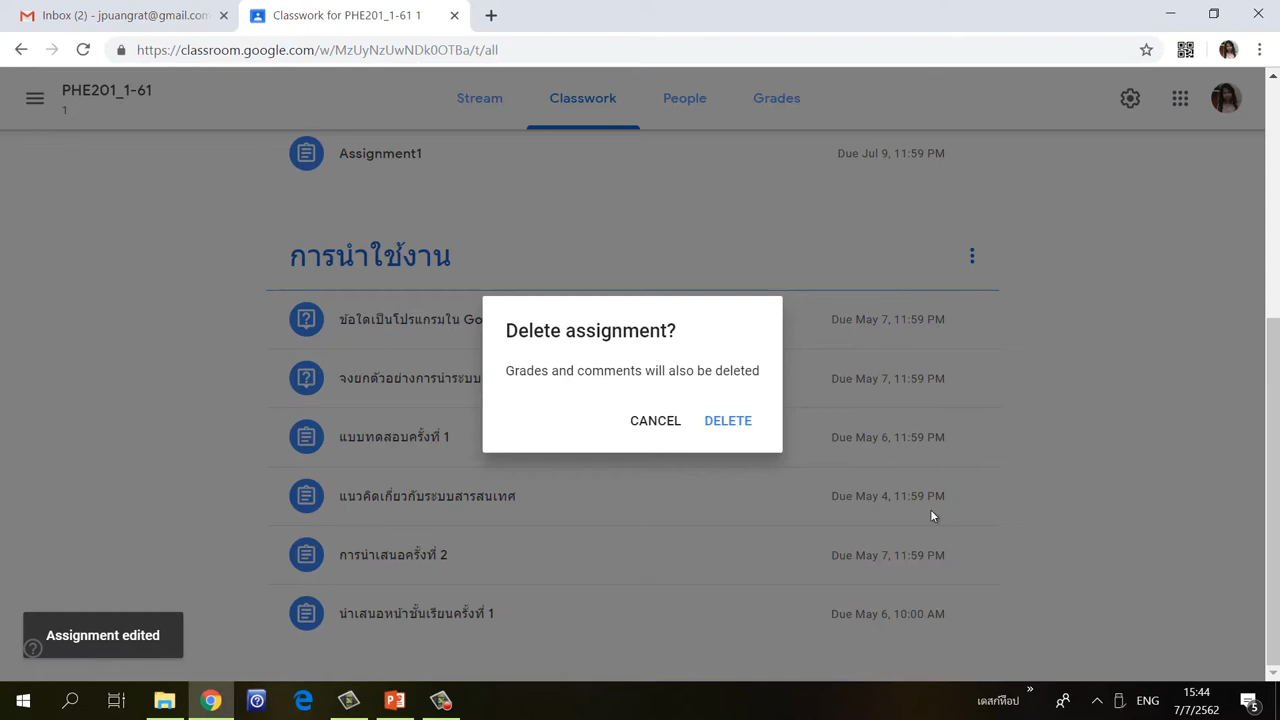 Inbox (2) - jpuangrat@gmail.com
Classwork for PHE201_1-61 1
https://classroom.google.com/w/MzUyNzUwNDk0OTBa/t/all
PHE201_1-61
1
Stream
Classwork
People
Grades
Assignment1
Due Jul 9, 11:59 PM
การนำใช้งาน
ข้อใดเป็นโปรแกรมใน Go
Due May 7, 11:59 PM
จงยกตัวอย่างการนำระบบ
Due May 7, 11:59 PM
แบบทดสอบครั้งที่ 1
Due May 6, 11:59 PM
แนวคิดเกี่ยวกับระบบสารสนเทศ
Due May 4, 11:59 PM
การนำเสนอครั้งที่ 2
Due May 7, 11:59 PM
นำเสนอหน้าชั้นเรียนครั้งที่ 1
Due May 6, 10:00 AM
Delete assignment?
Grades and comments will also be deleted
CANCEL
DELETE
Assignment edited
เดสก์ท็อป
ENG
15:44
7/7/2562
5